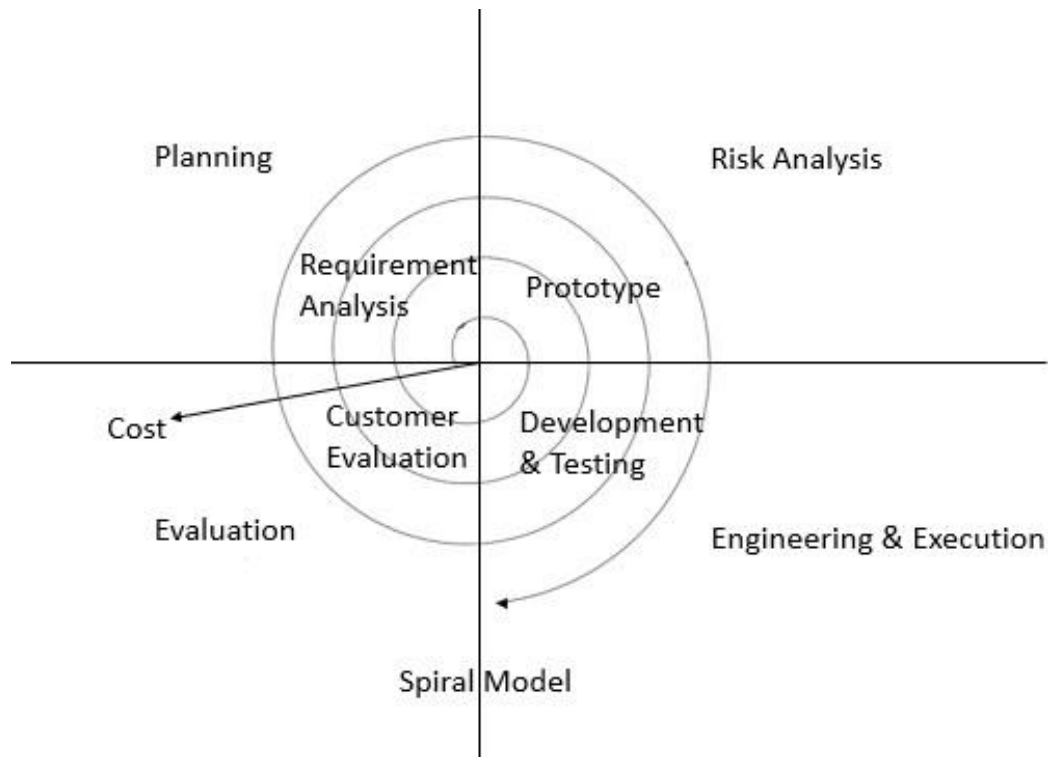 Planning
Risk Analysis
Requirement
Analysis
Prototype
Cost
Customer
Evaluation
Development
& Testing
Evaluation
Engineering & Execution
Spiral Model